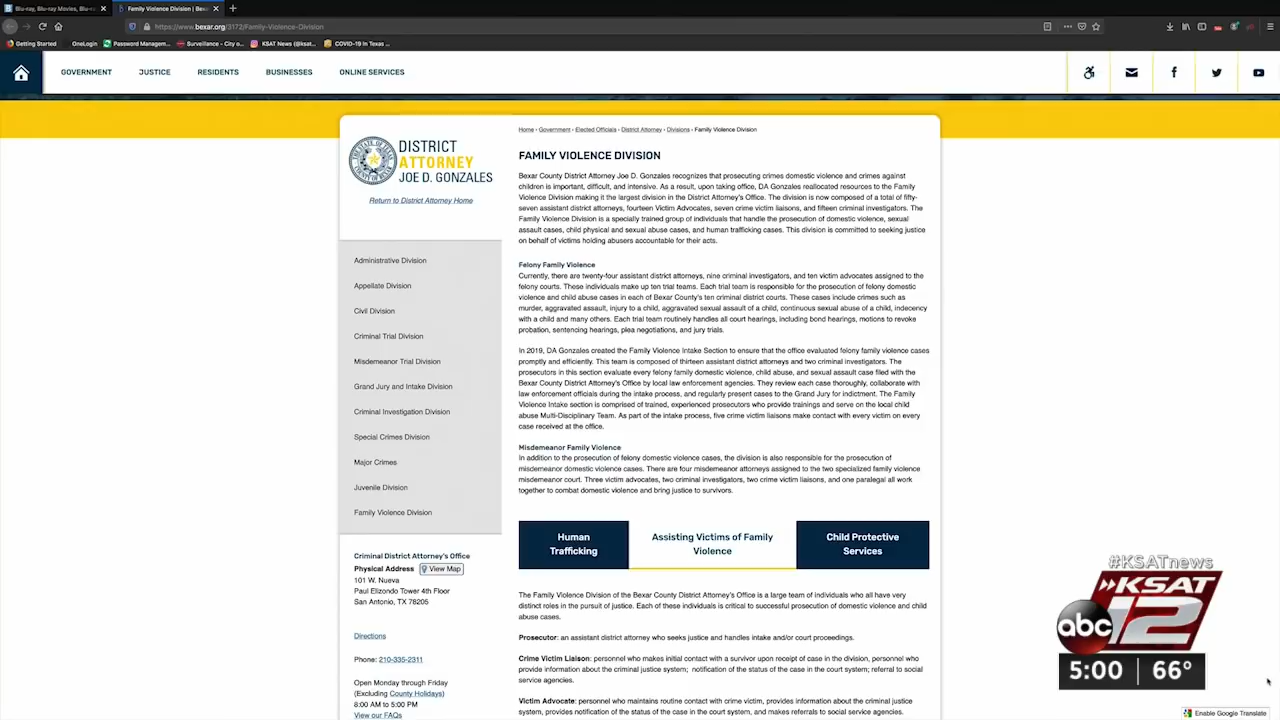 Blu-ray, Blu-ray Movies, Blu-r
Family Violence Division | Bex
https://www.bexar.org/3172/Family-Violence-Division
Getting Started
OneLogin
Password Managem...
Surveillance - City o...
KSAT News (@ksat...
COVID-19 In Texas ...
GOVERNMENT
JUSTICE
RESIDENTS
BUSINESSES
ONLINE SERVICES
DISTRICT
ATTORNEY
JOE D. GONZALES
Return to District Attorney Home
Administrative Division
Appellate Division
Civil Division
Criminal Trial Division
Misdemeanor Trial Division
Grand Jury and Intake Division
Criminal Investigation Division
Special Crimes Division
Major Crimes
Juvenile Division
Family Violence Division
Criminal District Attorney's Office
Physical Address View Map
101 W. Nueva
Paul Elizondo Tower 4th Floor
San Antonio, TX 78205
Directions
Phone: 210-335-2311
Open Monday through Friday
(Excluding County Holidays)
8:00 AM to 5:00 PM
View our FAQs
Home › Government › Elected Officials › District Attorney › Divisions › Family Violence Division
FAMILY VIOLENCE DIVISION
Bexar County District Attorney Joe D. Gonzales recognizes that prosecuting crimes domestic violence and crimes against
children is important, difficult, and intensive. As a result, upon taking office, DA Gonzales reallocated resources to the Family
Violence Division making it the largest division in the District Attorney's Office. The division is now composed of a total of fifty-
seven assistant district attorneys, fourteen Victim Advocates, seven crime victim liaisons, and fifteen criminal investigators. The
Family Violence Division is a specially trained group of individuals that handle the prosecution of domestic violence, sexual
assault cases, child physical and sexual abuse cases, and human trafficking cases. This division is committed to seeking justice
on behalf of victims holding abusers accountable for their acts.
Felony Family Violence
Currently, there are twenty-four assistant district attorneys, nine criminal investigators, and ten victim advocates assigned to the
felony courts. These individuals make up ten trial teams. Each trial team is responsible for the prosecution of felony domestic
violence and child abuse cases in each of Bexar County's ten criminal district courts. These cases include crimes such as
murder, aggravated assault, injury to a child, aggravated sexual assault of a child, continuous sexual abuse of a child, indecency
with a child and many others. Each trial team routinely handles all court hearings, including bond hearings, motions to revoke
probation, sentencing hearings, plea negotiations, and jury trials.
In 2019, DA Gonzales created the Family Violence Intake Section to ensure that the office evaluated felony family violence cases
promptly and efficiently. This team is composed of thirteen assistant district attorneys and two criminal investigators. The
prosecutors in this section evaluate every felony family domestic violence, child abuse, and sexual assault case filed with the
Bexar County District Attorney's Office by local law enforcement agencies. They review each case thoroughly, collaborate with
law enforcement officials during the intake process, and regularly present cases to the Grand Jury for indictment. The Family
Violence Intake section is comprised of trained, experienced prosecutors who provide trainings and serve on the local child
abuse Multi-Disciplinary Team. As part of the intake process, five crime victim liaisons make contact with every victim on every
case received at the office.
Misdemeanor Family Violence
In addition to the prosecution of felony domestic violence cases, the division is also responsible for the prosecution of
misdemeanor domestic violence cases. There are four misdemeanor attorneys assigned to the two specialized family violence
misdemeanor court. Three victim advocates, two criminal investigators, two crime victim liaisons, and one paralegal all work
together to combat domestic violence and bring justice to survivors.
Human
Trafficking
Assisting Victims of Family
Violence
Child Protective
Services
The Family Violence Division of the Bexar County District Attorney's Office is a large team of individuals who all have very
distinct roles in the pursuit of justice. Each of these individuals is critical to successful prosecution of domestic violence and child
abuse cases.
Prosecutor: an assistant district attorney who seeks justice and handles intake and/or court proceedings.
Crime Victim Liaison: personnel who makes initial contact with a survivor upon receipt of case in the division, personnel who
provide information about the criminal justice system; notification of the status of the case in the court system; referral to social
service agencies.
Victim Advocate: personnel who maintains routine contact with crime victim, provides information about the criminal justice
system, provides notification of the status of the case in the court system, and makes referrals to social service agencies.
#KSATnews
KSAT
abc 12
5:00 | 66°
Enable Google Translate